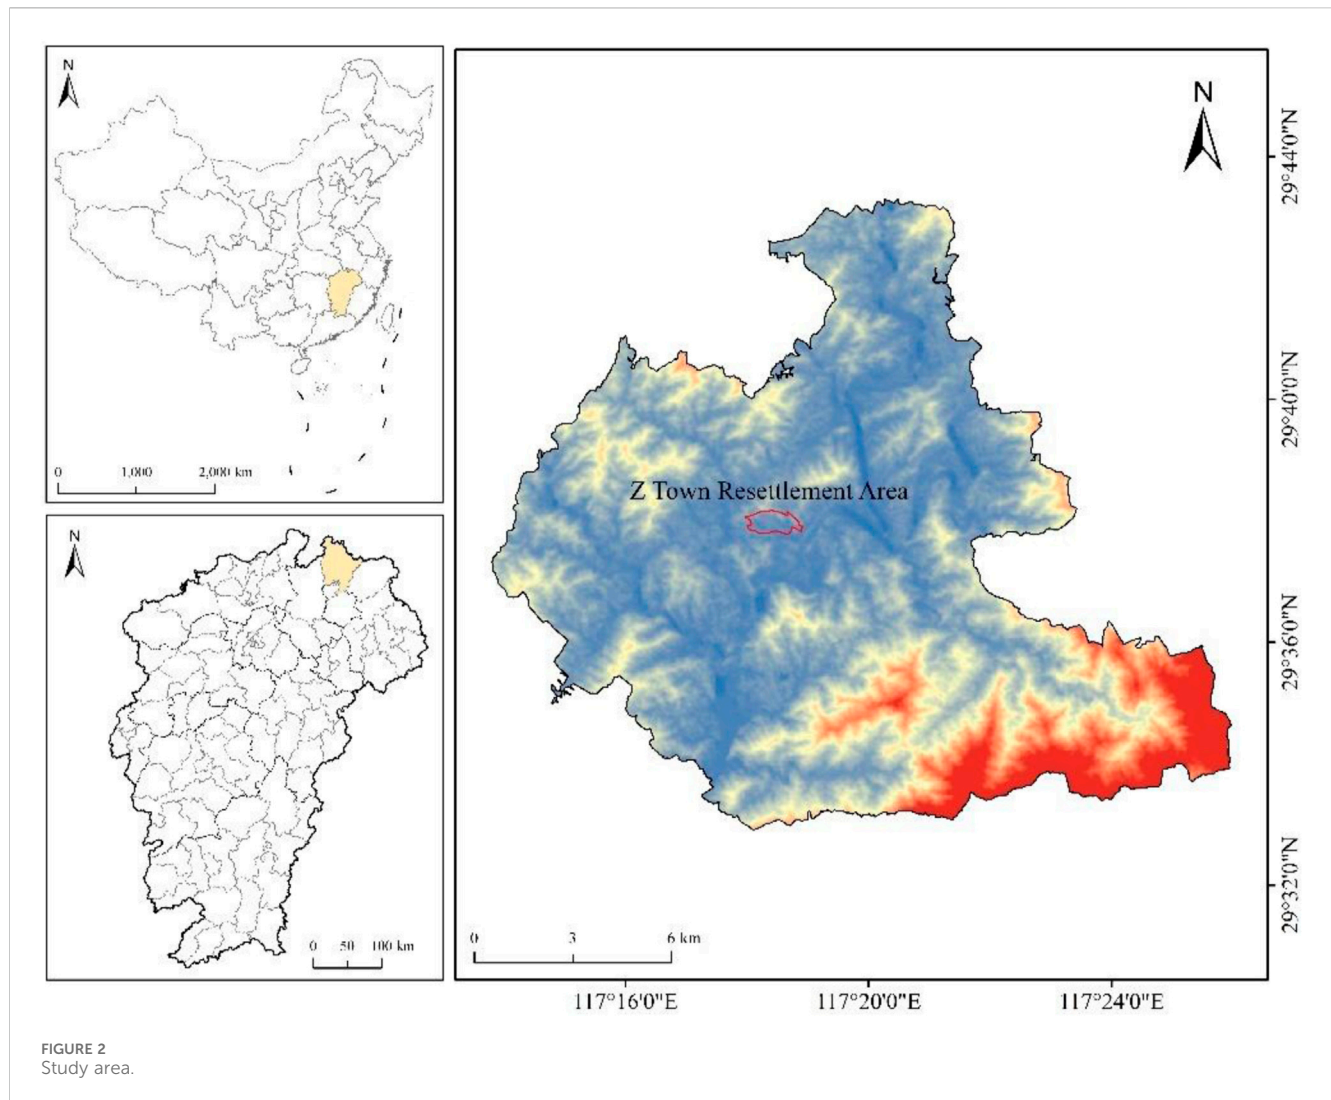 N
0 1,000 2,000 km
N
0 50 100 km
N
Z Town Resettlement Area
0 3 6 km
29°44'0"N
29°40'0"N
29°36'0"N
29°32'0"N
117°16'0"E 117°20'0"E 117°24'0"E
FIGURE 2
Study area.